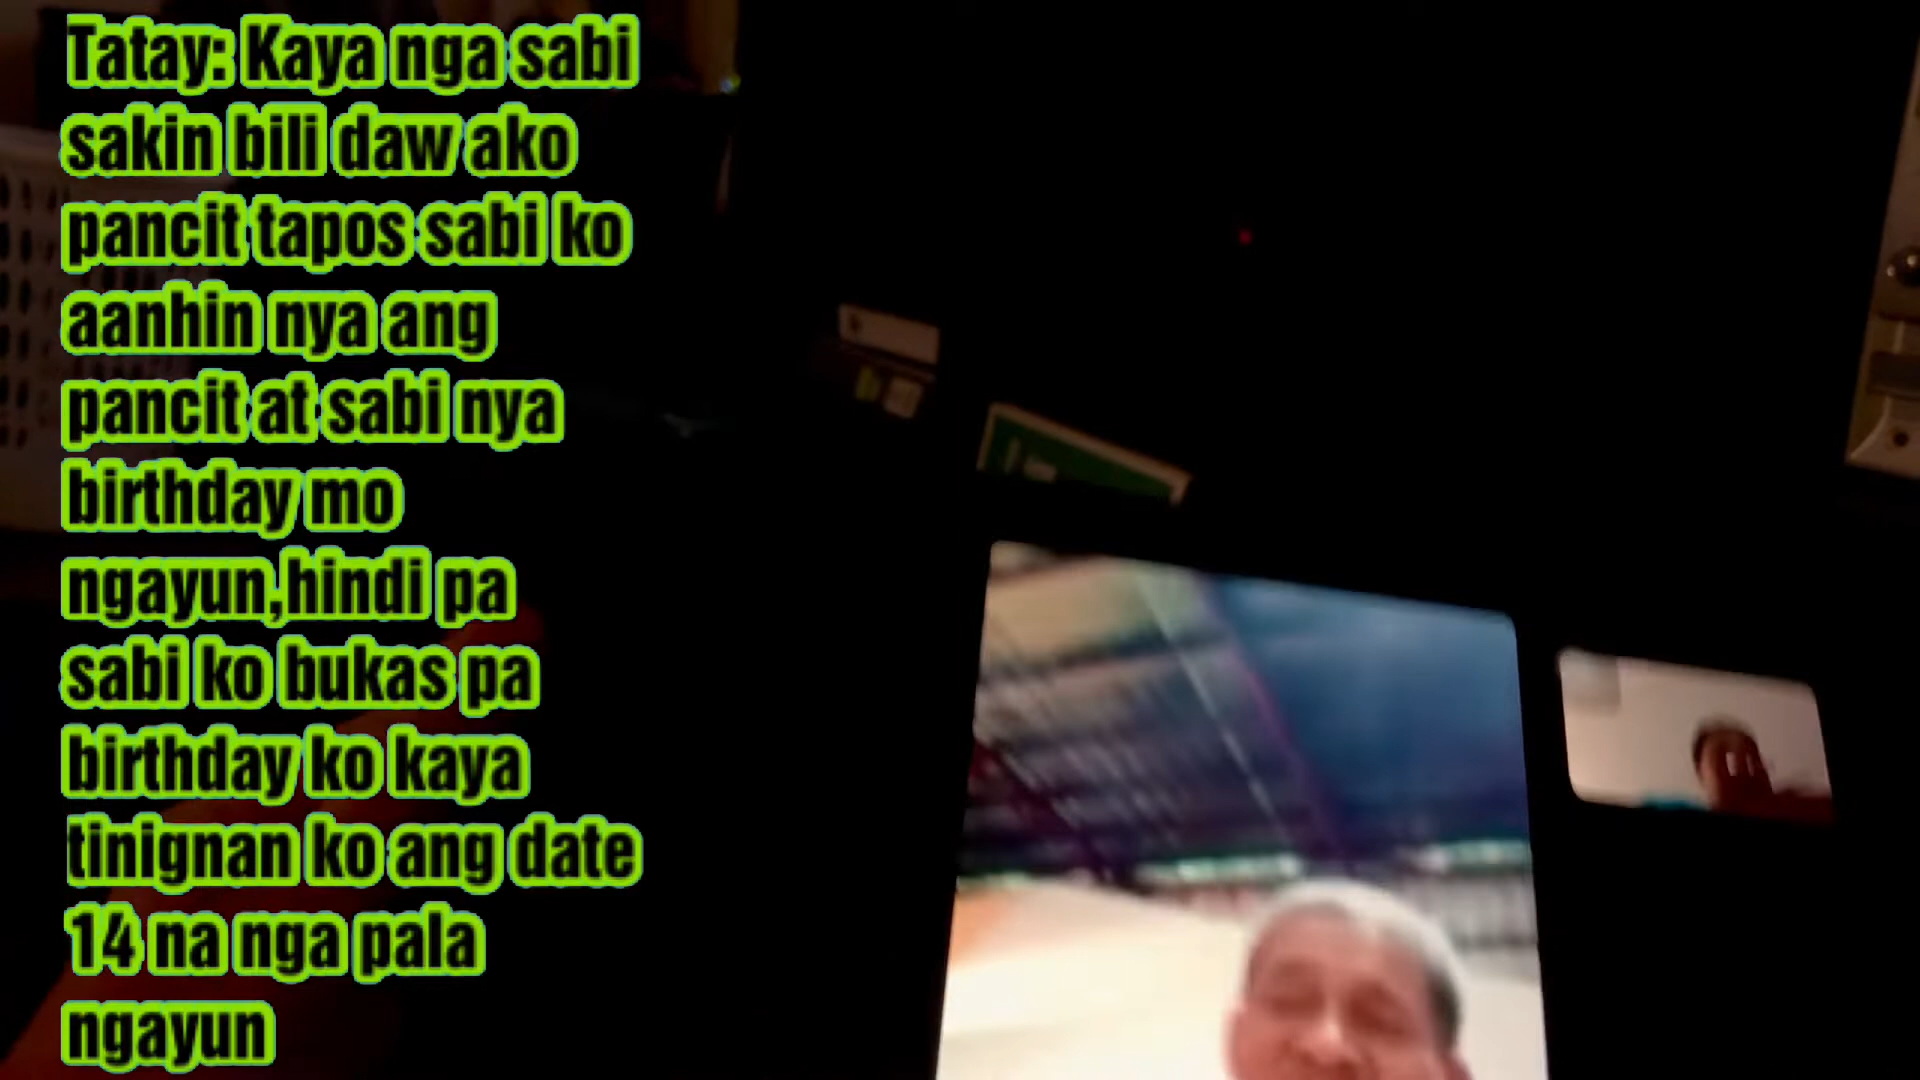 Tatay: Kaya nga sabi
sakin bili daw ako
pancit tapos sabi ko
aanhin nya ang
pancit at sabi nya
birthday mo
ngayun,hindi pa
sabi ko bukas pa
birthday ko kaya
tinignan ko ang date
14 na nga pala
ngayun